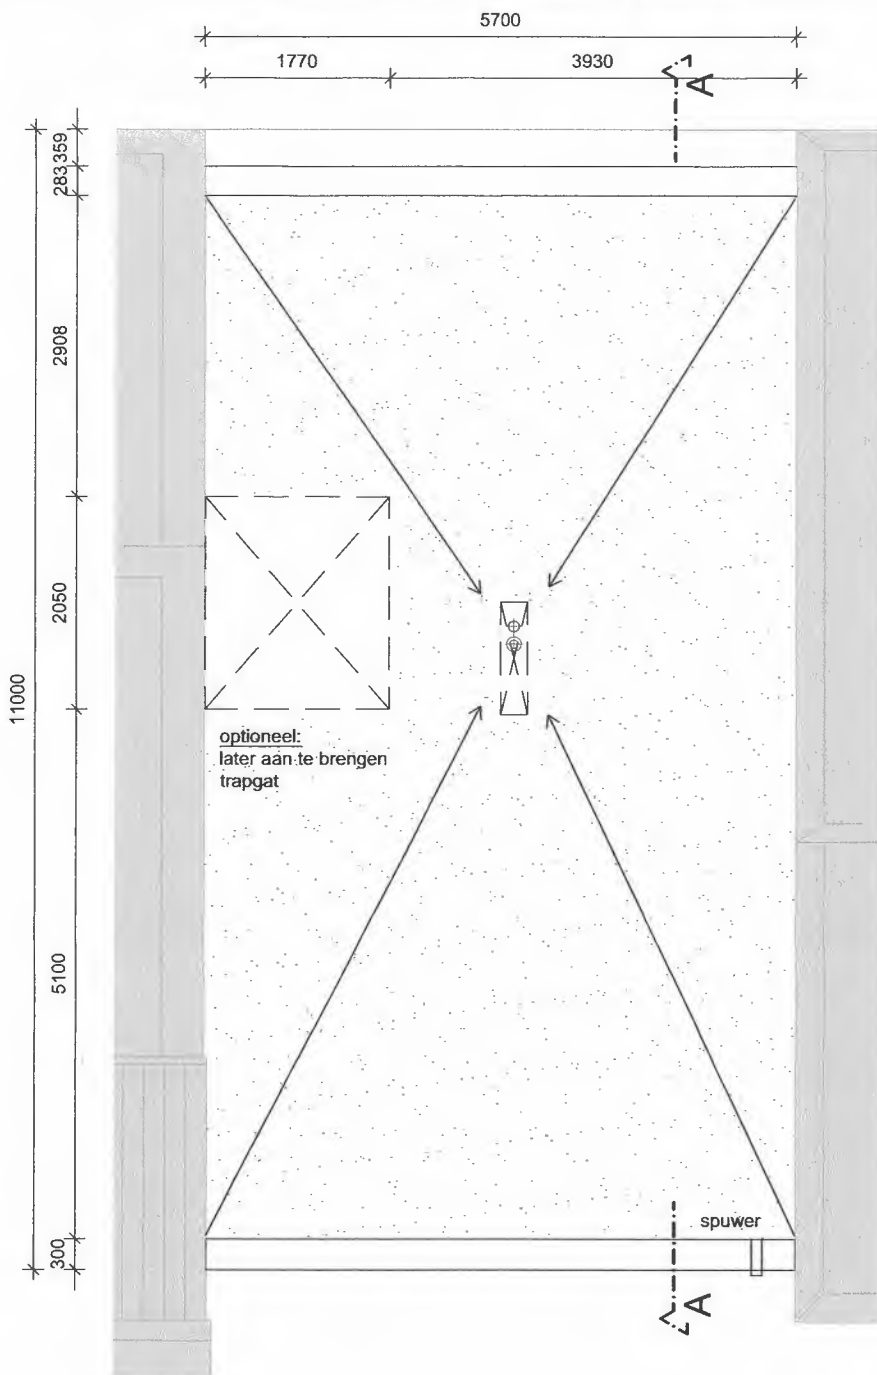 5700
1770
3930
A
359
283
2908
2050
11000
optioneel:
later aan te brengen
trapgat
5100
spuwer
300
A